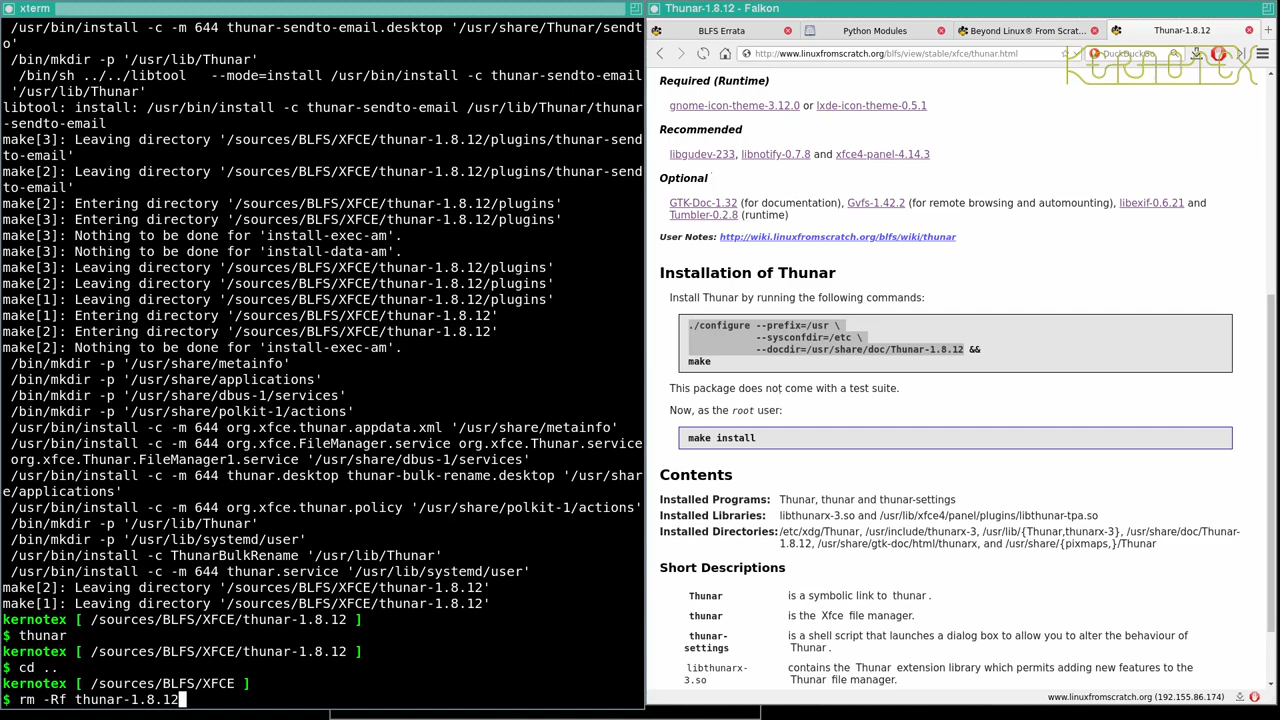 xterm
/usr/bin/install -c -m 644 thunar-sendto-email.desktop '/usr/share/Thunar/sendt
o'
/bin/mkdir -p '/usr/lib/Thunar'
/bin/sh ../../libtool   --mode=install /usr/bin/install -c thunar-sendto-email
'/usr/lib/Thunar'
libtool: install: /usr/bin/install -c thunar-sendto-email /usr/lib/Thunar/thunar
-sendto-email
make[3]: Leaving directory '/sources/BLFS/XFCE/thunar-1.8.12/plugins/thunar-send
to-email'
make[2]: Leaving directory '/sources/BLFS/XFCE/thunar-1.8.12/plugins/thunar-send
to-email'
make[2]: Entering directory '/sources/BLFS/XFCE/thunar-1.8.12/plugins'
make[3]: Entering directory '/sources/BLFS/XFCE/thunar-1.8.12/plugins'
make[3]: Nothing to be done for 'install-exec-am'.
make[3]: Nothing to be done for 'install-data-am'.
make[3]: Leaving directory '/sources/BLFS/XFCE/thunar-1.8.12/plugins'
make[2]: Leaving directory '/sources/BLFS/XFCE/thunar-1.8.12/plugins'
make[1]: Leaving directory '/sources/BLFS/XFCE/thunar-1.8.12/plugins'
make[1]: Entering directory '/sources/BLFS/XFCE/thunar-1.8.12'
make[2]: Entering directory '/sources/BLFS/XFCE/thunar-1.8.12'
make[2]: Nothing to be done for 'install-exec-am'.
/bin/mkdir -p '/usr/share/metainfo'
/bin/mkdir -p '/usr/share/applications'
/bin/mkdir -p '/usr/share/dbus-1/services'
/bin/mkdir -p '/usr/share/polkit-1/actions'
/usr/bin/install -c -m 644 org.xfce.thunar.appdata.xml '/usr/share/metainfo'
/usr/bin/install -c -m 644 org.xfce.FileManager.service org.xfce.Thunar.service
org.xfce.Thunar.FileManager1.service '/usr/share/dbus-1/services'
/usr/bin/install -c -m 644 thunar.desktop thunar-bulk-rename.desktop '/usr/shar
e/applications'
/usr/bin/install -c -m 644 org.xfce.thunar.policy '/usr/share/polkit-1/actions'
/bin/mkdir -p '/usr/lib/Thunar'
/bin/mkdir -p '/usr/lib/systemd/user'
/usr/bin/install -c ThunarBulkRename '/usr/lib/Thunar'
/usr/bin/install -c -m 644 thunar.service '/usr/lib/systemd/user'
make[2]: Leaving directory '/sources/BLFS/XFCE/thunar-1.8.12'
make[1]: Leaving directory '/sources/BLFS/XFCE/thunar-1.8.12'
kernotex [ /sources/BLFS/XFCE/thunar-1.8.12 ]
$ thunar
kernotex [ /sources/BLFS/XFCE/thunar-1.8.12 ]
$ cd ..
kernotex [ /sources/BLFS/XFCE ]
$ rm -Rf thunar-1.8.12
Thunar-1.8.12 - Falkon
BLFS Errata
Python Modules
Beyond Linux® From Scrat...
Thunar-1.8.12
http://www.linuxfromscratch.org/blfs/view/stable/xfce/thunar.html
DuckDuckGo
KERNOTEX
Required (Runtime)
gnome-icon-theme-3.12.0 or lxde-icon-theme-0.5.1
Recommended
libgudev-233, libnotify-0.7.8 and xfce4-panel-4.14.3
Optional
GTK-Doc-1.32 (for documentation), Gvfs-1.42.2 (for remote browsing and automounting), libexif-0.6.21 and
Tumbler-0.2.8 (runtime)
User Notes: http://wiki.linuxfromscratch.org/blfs/wiki/thunar
Installation of Thunar
Install Thunar by running the following commands:
./configure --prefix=/usr \
--sysconfdir=/etc \
--docdir=/usr/share/doc/Thunar-1.8.12 &&
make
This package does not come with a test suite.
Now, as the root user:
make install
Contents
Installed Programs: Thunar, thunar and thunar-settings
Installed Libraries: libthunarx-3.so and /usr/lib/xfce4/panel/plugins/libthunar-tpa.so
Installed Directories: /etc/xdg/Thunar, /usr/include/thunarx-3, /usr/lib/{Thunar,thunarx-3}, /usr/share/doc/Thunar-
1.8.12, /usr/share/gtk-doc/html/thunarx, and /usr/share/{pixmaps,}/Thunar
Short Descriptions
Thunar is a symbolic link to thunar.
thunar is the Xfce file manager.
thunar- is a shell script that launches a dialog box to allow you to alter the behaviour of
settings Thunar.
libthunarx- contains the Thunar extension library which permits adding new features to the
3.so Thunar file manager.
www.linuxfromscratch.org (192.155.86.174)